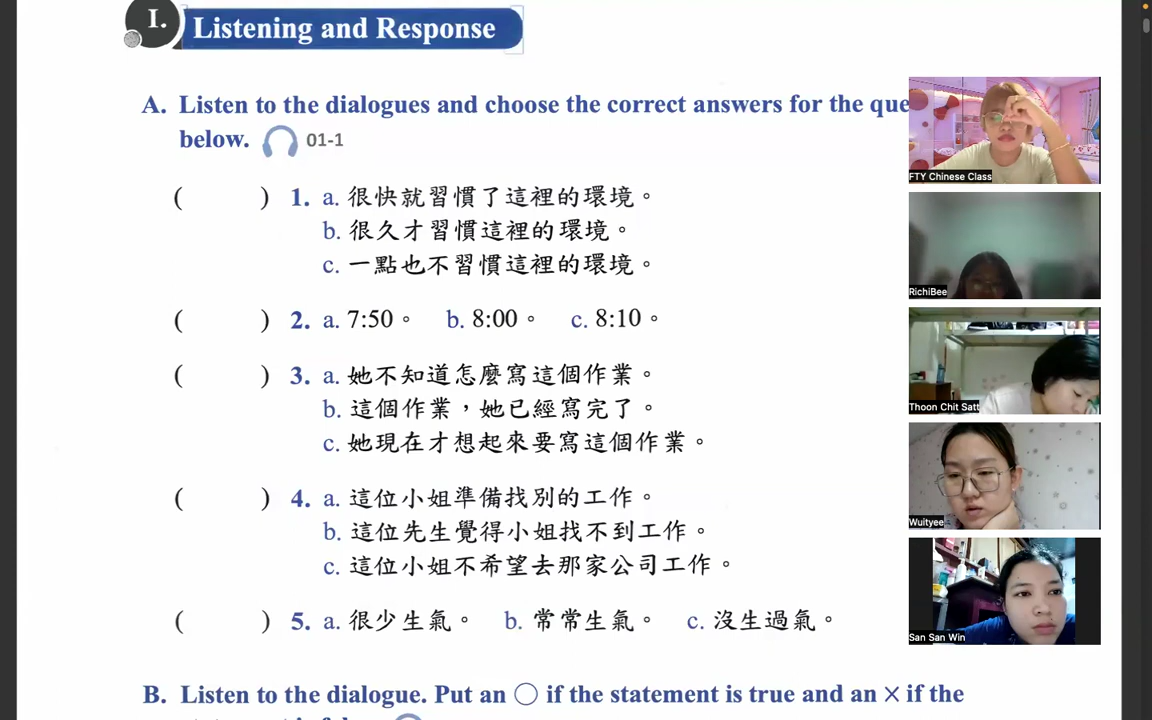 I. Listening and Response
A. Listen to the dialogues and choose the correct answers for the que
below. 01-1
( ) 1. a. 很快就習慣了這裡的環境。
b. 很久才習慣這裡的環境。
c. 一點也不習慣這裡的環境。
( ) 2. a. 7:50。 b. 8:00。 c. 8:10。
( ) 3. a. 她不知道怎麼寫這個作業。
b. 這個作業，她已經寫完了。
c. 她現在才想起來要寫這個作業。
( ) 4. a. 這位小姐準備找別的工作。
b. 這位先生覺得小姐找不到工作。
c. 這位小姐不希望去那家公司工作。
( ) 5. a. 很少生氣。 b. 常常生氣。 c. 沒生過氣。
B. Listen to the dialogue. Put an ○ if the statement is true and an × if the
FTY Chinese Class
RichiBee
Thoon Chit Satt
Wuityee
San San Win